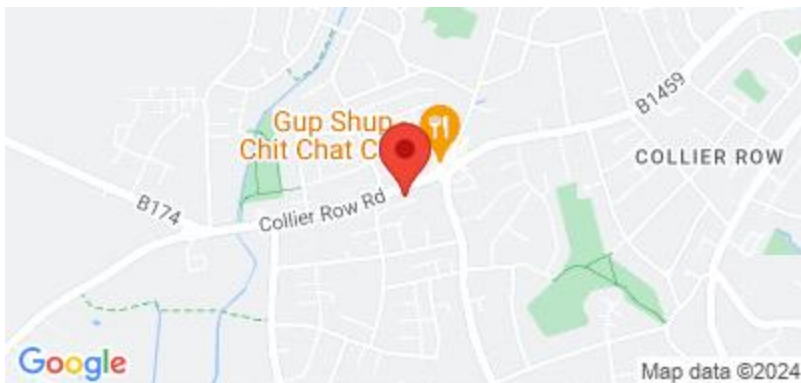 Gup Shup
Chit Chat C
B1459
COLLIER ROW
B174
Collier Row Rd
Google
Map data ©2024